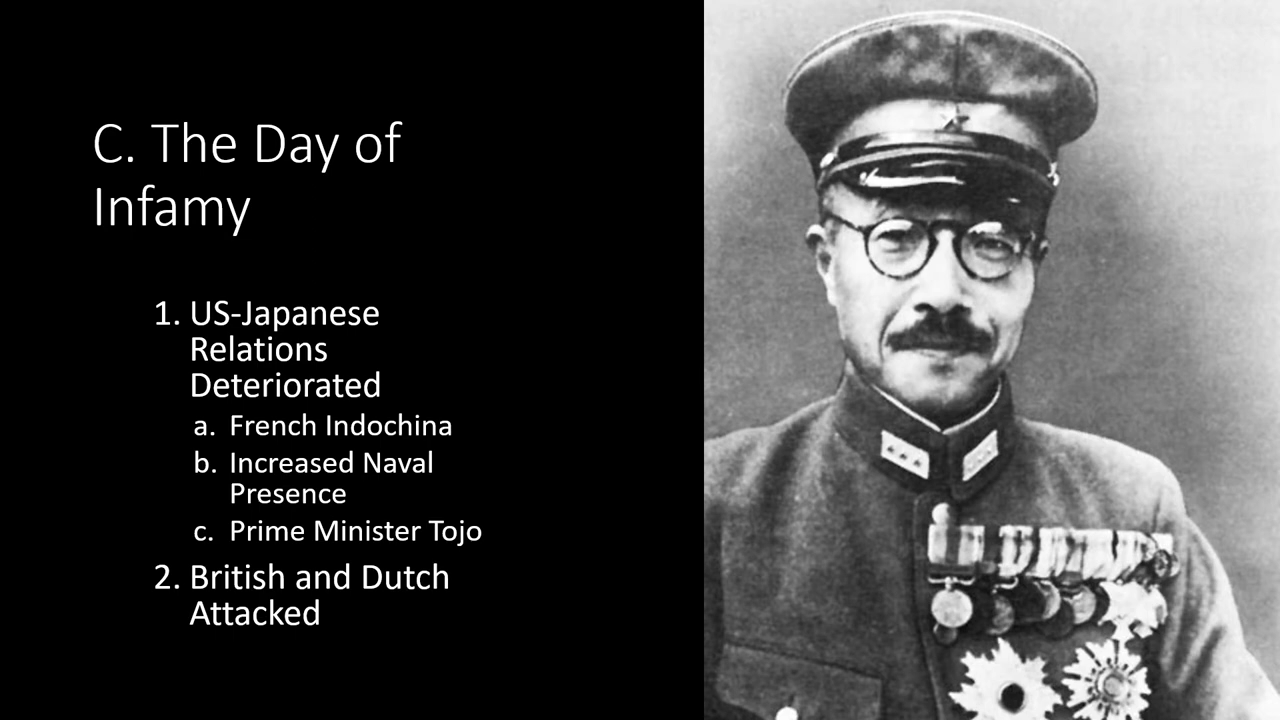 C. The Day of
Infamy
1. US-Japanese
Relations
Deteriorated
a. French Indochina
b. Increased Naval
Presence
c. Prime Minister Tojo
2. British and Dutch
Attacked